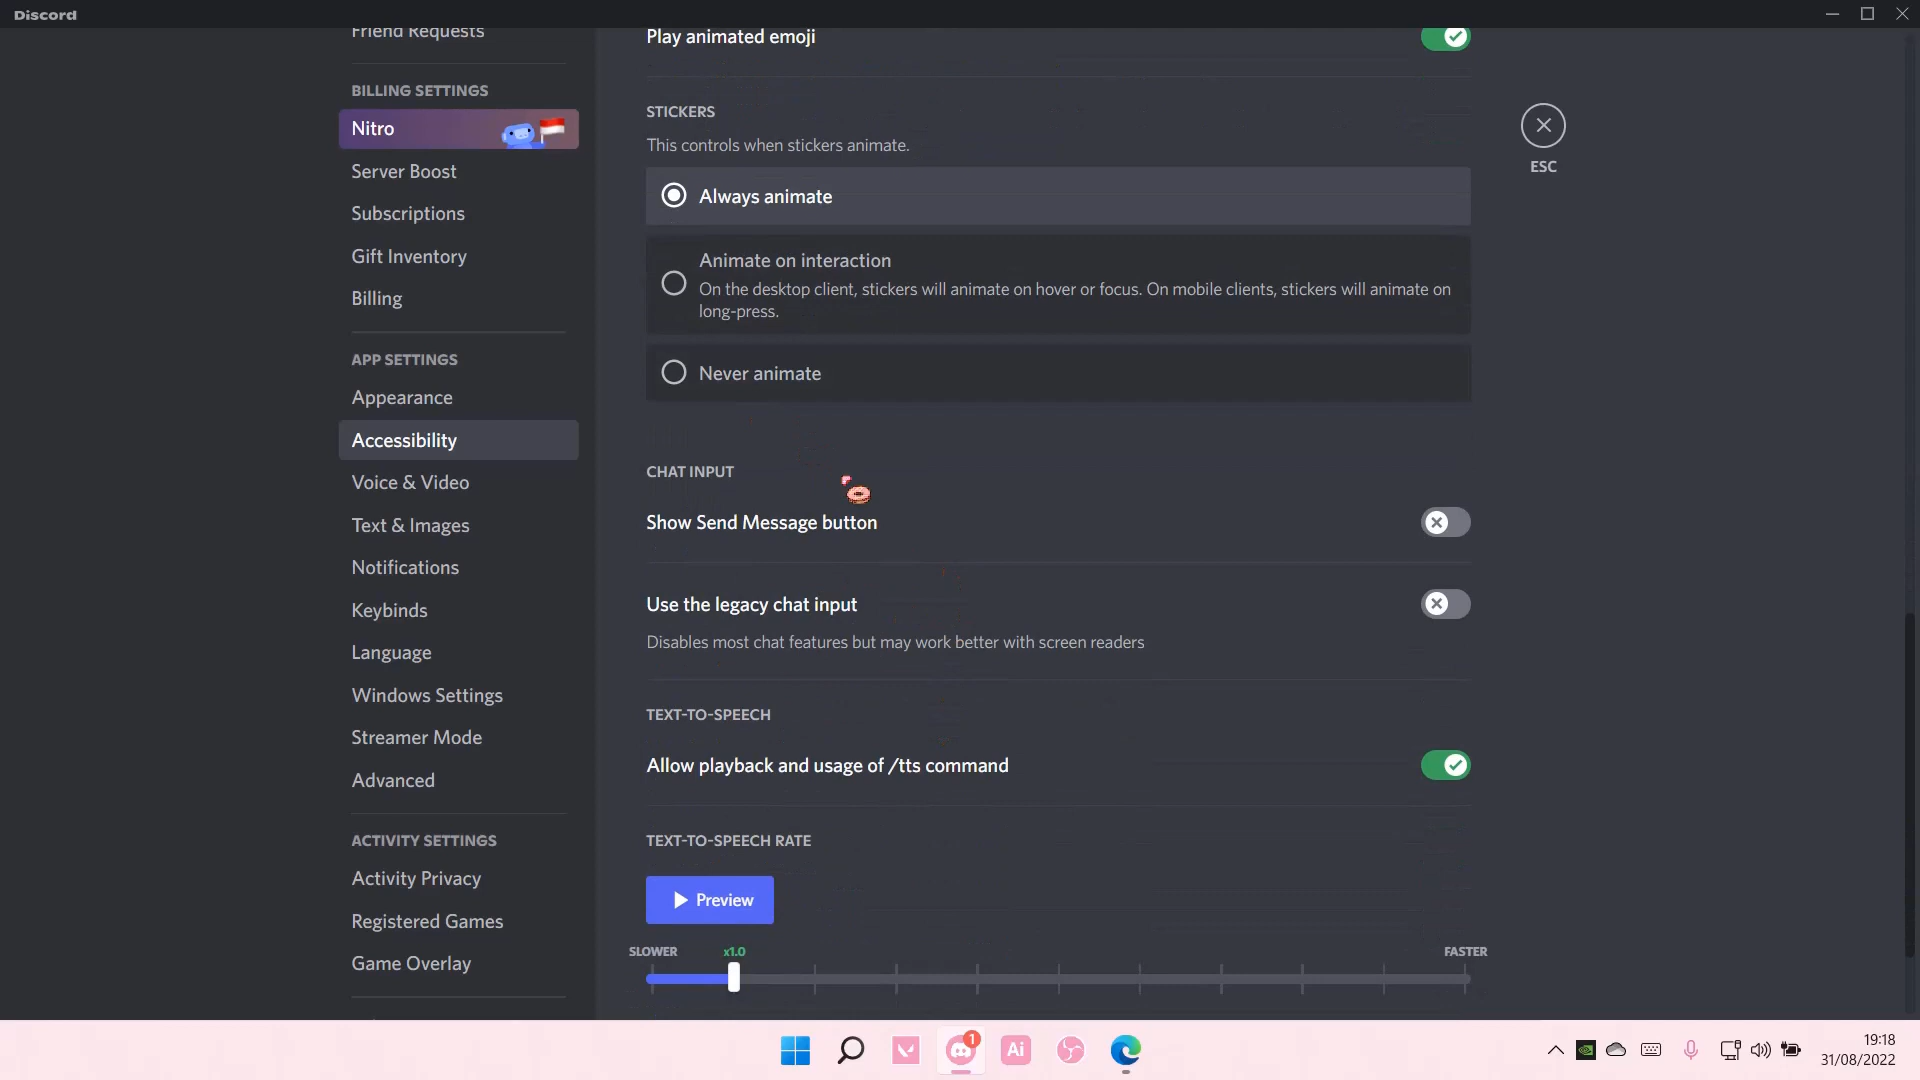 Discord
Friend Requests
BILLING SETTINGS
Nitro
Server Boost
Subscriptions
Gift Inventory
Billing
APP SETTINGS
Appearance
Accessibility
Voice & Video
Text & Images
Notifications
Keybinds
Language
Windows Settings
Streamer Mode
Advanced
ACTIVITY SETTINGS
Activity Privacy
Registered Games
Game Overlay
Play animated emoji
STICKERS
This controls when stickers animate.
Always animate
Animate on interaction
On the desktop client, stickers will animate on hover or focus. On mobile clients, stickers will animate on
long-press.
Never animate
CHAT INPUT
Show Send Message button
Use the legacy chat input
Disables most chat features but may work better with screen readers
TEXT-TO-SPEECH
Allow playback and usage of /tts command
TEXT-TO-SPEECH RATE
Preview
SLOWER x1.0 FASTER
ESC
1
Ai
19:18
31/08/2022